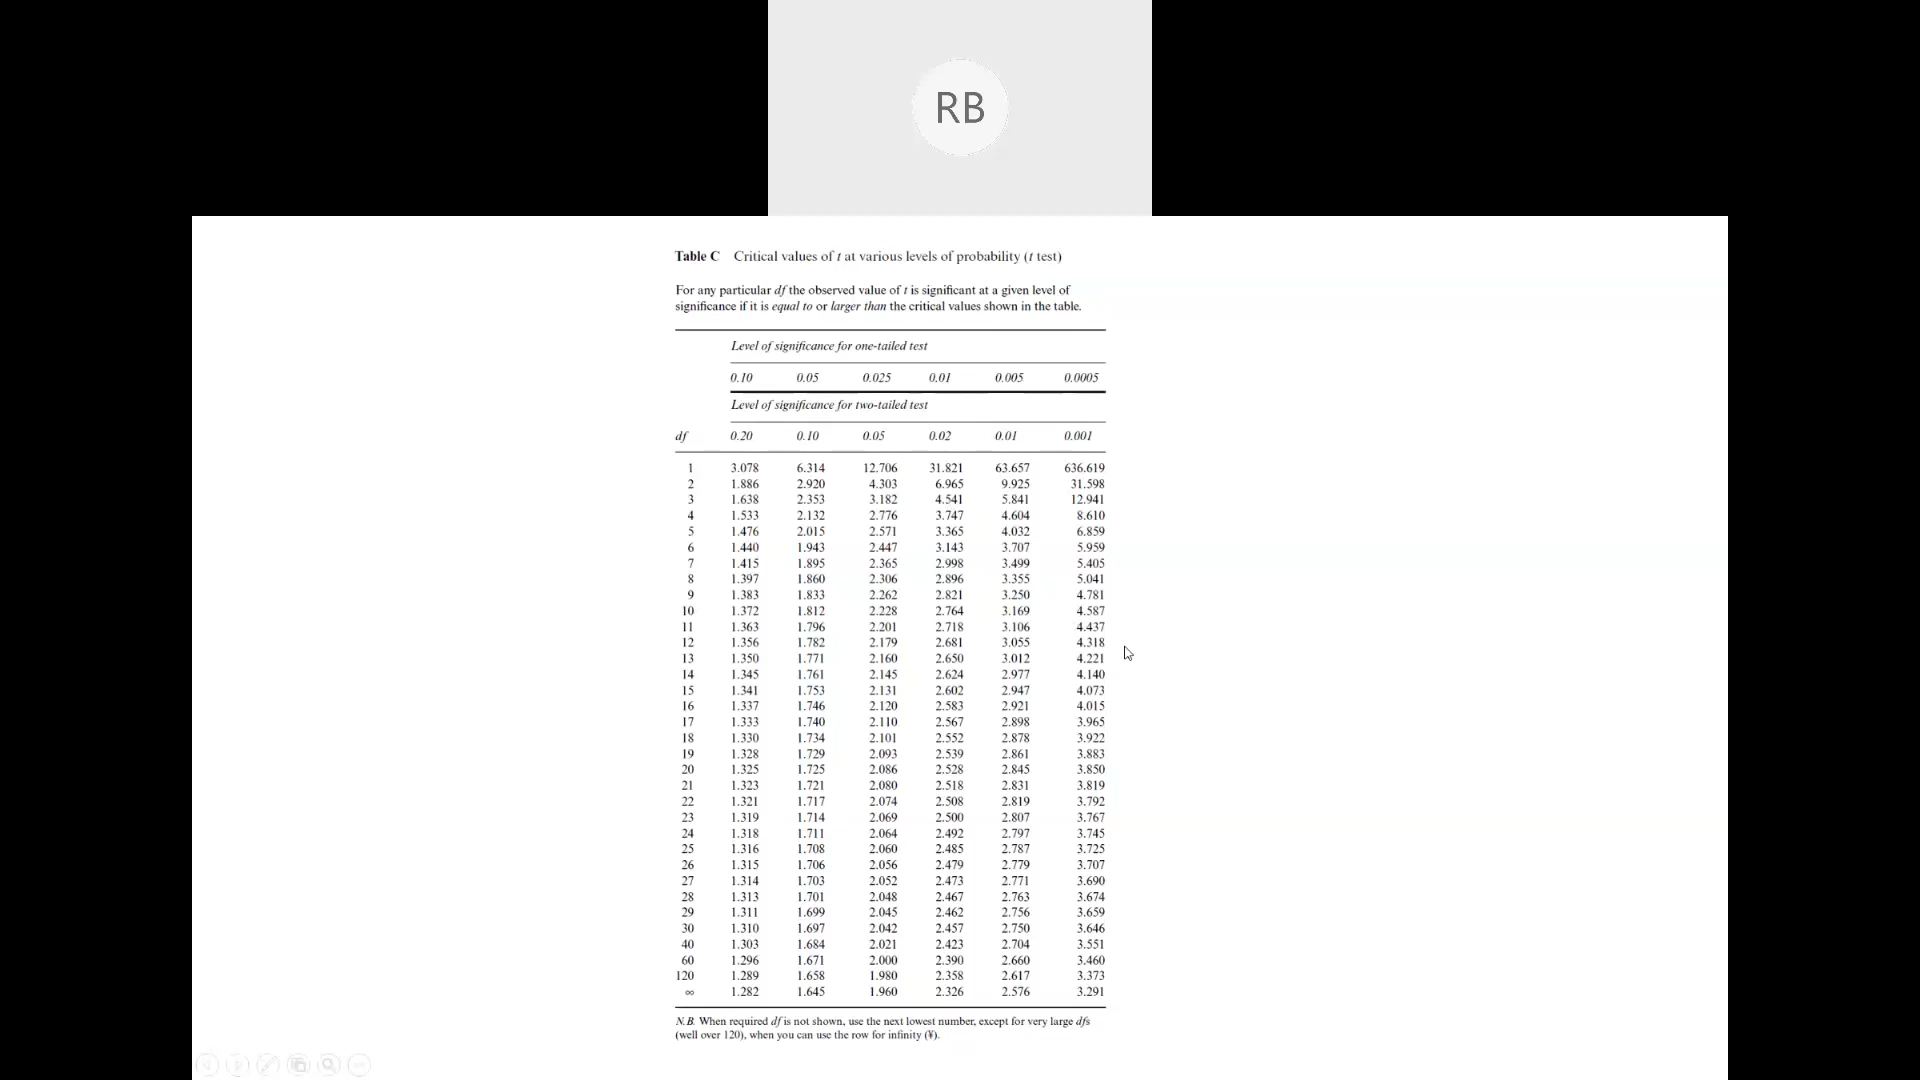 RB
Table C Critical values of t at various levels of probability (t test)
For any particular df the observed value of t is significant at a given level of
significance if it is equal to or larger than the critical values shown in the table.
Level of significance for one-tailed test
0.10 0.05 0.025 0.01 0.005 0.0005
Level of significance for two-tailed test
df 0.20 0.10 0.05 0.02 0.01 0.001
1 3.078 6.314 12.706 31.821 63.657 636.619
2 1.886 2.920 4.303 6.965 9.925 31.598
3 1.638 2.353 3.182 4.541 5.841 12.941
4 1.533 2.132 2.776 3.747 4.604 8.610
5 1.476 2.015 2.571 3.365 4.032 6.859
6 1.440 1.943 2.447 3.143 3.707 5.959
7 1.415 1.895 2.365 2.998 3.499 5.405
8 1.397 1.860 2.306 2.896 3.355 5.041
9 1.383 1.833 2.262 2.821 3.250 4.781
10 1.372 1.812 2.228 2.764 3.169 4.587
11 1.363 1.796 2.201 2.718 3.106 4.437
12 1.356 1.782 2.179 2.681 3.055 4.318
13 1.350 1.771 2.160 2.650 3.012 4.221
14 1.345 1.761 2.145 2.624 2.977 4.140
15 1.341 1.753 2.131 2.602 2.947 4.073
16 1.337 1.746 2.120 2.583 2.921 4.015
17 1.333 1.740 2.110 2.567 2.898 3.965
18 1.330 1.734 2.101 2.552 2.878 3.922
19 1.328 1.729 2.093 2.539 2.861 3.883
20 1.325 1.725 2.086 2.528 2.845 3.850
21 1.323 1.721 2.080 2.518 2.831 3.819
22 1.321 1.717 2.074 2.508 2.819 3.792
23 1.319 1.714 2.069 2.500 2.807 3.767
24 1.318 1.711 2.064 2.492 2.797 3.745
25 1.316 1.708 2.060 2.485 2.787 3.725
26 1.315 1.706 2.056 2.479 2.779 3.707
27 1.314 1.703 2.052 2.473 2.771 3.690
28 1.313 1.701 2.048 2.467 2.763 3.674
29 1.311 1.699 2.045 2.462 2.756 3.659
30 1.310 1.697 2.042 2.457 2.750 3.646
40 1.303 1.684 2.021 2.423 2.704 3.551
60 1.296 1.671 2.000 2.390 2.660 3.460
120 1.289 1.658 1.980 2.358 2.617 3.373
∞ 1.282 1.645 1.960 2.326 2.576 3.291
N.B. When required df is not shown, use the next lowest number, except for very large dfs
(well over 120), when you can use the row for infinity (¥).